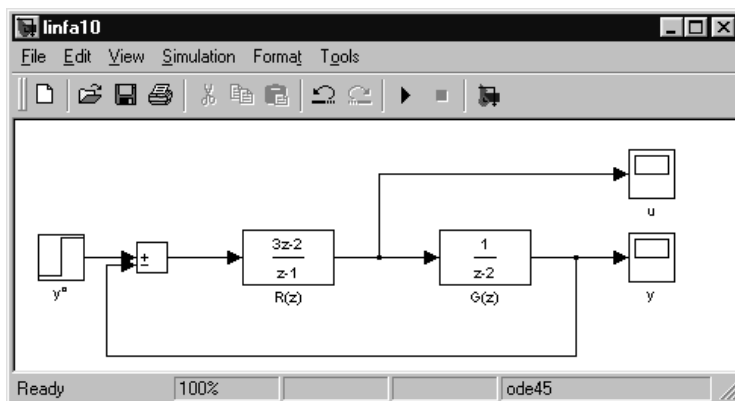 linfa10
File Edit View Simulation Format Tools
u
y°
±
3z-2
z-1
R(z)
1
z-2
G(z)
y
Ready 100% ode45